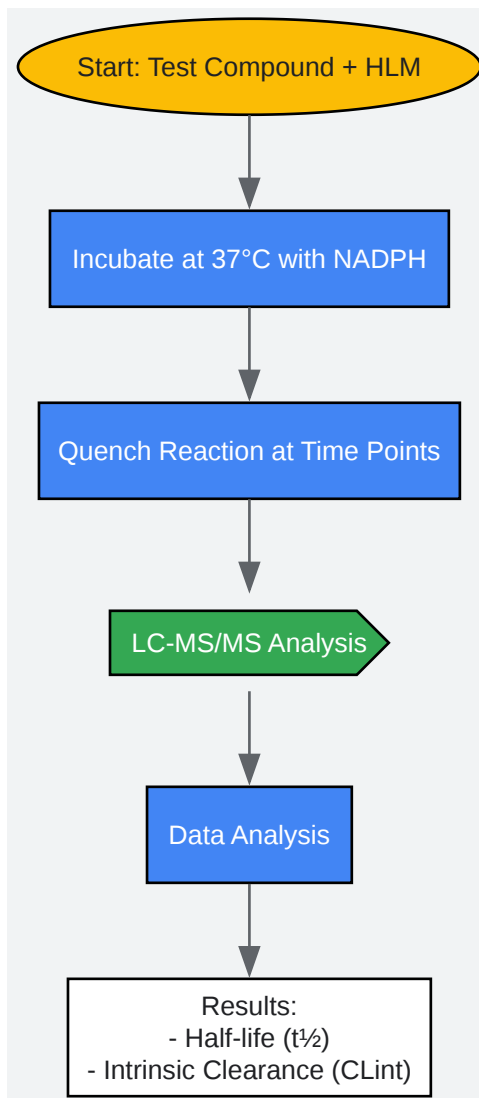 Start: Test Compound + HLM
Incubate at 37°C with NADPH
Quench Reaction at Time Points
LC-MS/MS Analysis
Data Analysis
Results:
- Half-life (t½)
- Intrinsic Clearance (CLint)